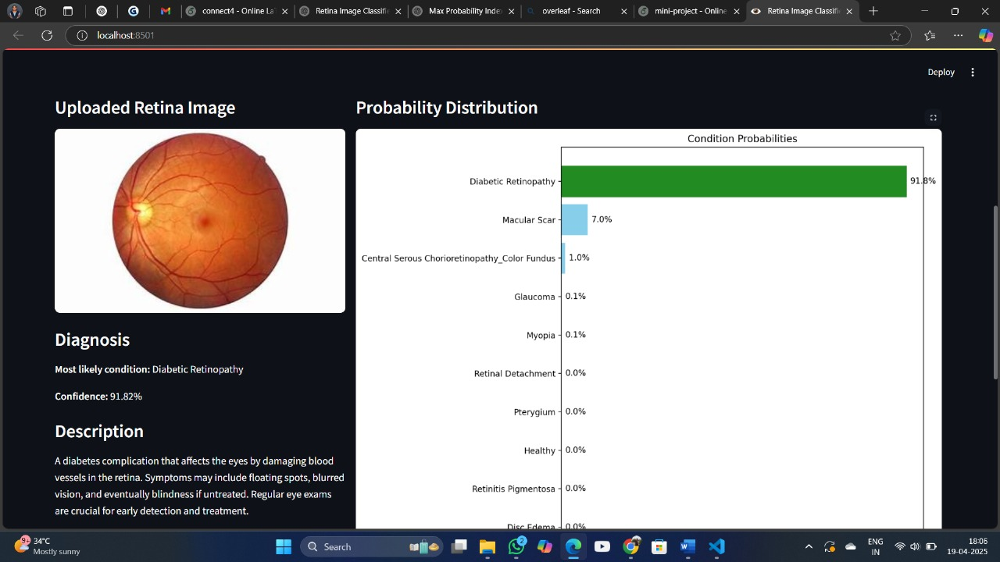 connect4 - Online La
Retina Image Classifi
Max Probability Inde
overleaf - Search
mini-project - Online
Retina Image Classifi
localhost:8501
Deploy
Uploaded Retina Image
Probability Distribution
Condition Probabilities
Diabetic Retinopathy 91.8%
Macular Scar 7.0%
Central Serous Chorioretinopathy_Color Fundus 1.0%
Glaucoma 0.1%
Myopia 0.1%
Retinal Detachment 0.0%
Pterygium 0.0%
Healthy 0.0%
Retinitis Pigmentosa 0.0%
Disc Edema 0.0%
Diagnosis
Most likely condition: Diabetic Retinopathy
Confidence: 91.82%
Description
A diabetes complication that affects the eyes by damaging blood
vessels in the retina. Symptoms may include floating spots, blurred
vision, and eventually blindness if untreated. Regular eye exams
are crucial for early detection and treatment.
9+
34°C
Mostly sunny
Search
2
ENG
IN
18:06
19-04-2025